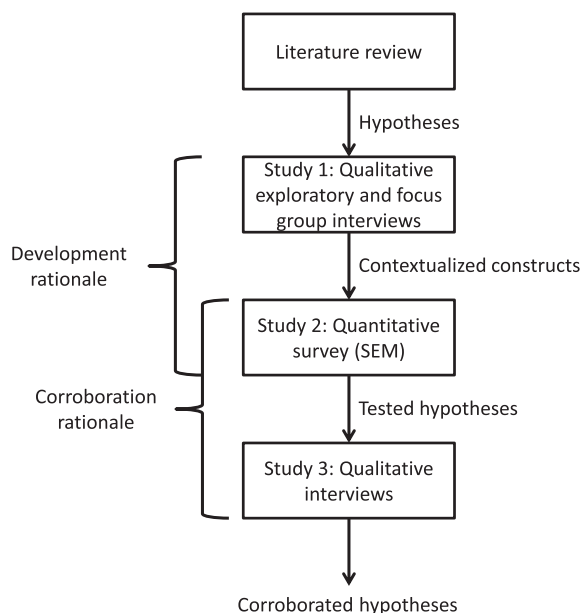 Literature review
Hypotheses
Study 1: Qualitative
exploratory and focus
group interviews
Development
rationale
Contextualized constructs
Study 2: Quantitative
survey (SEM)
Corroboration
rationale
Tested hypotheses
Study 3: Qualitative
interviews
Corroborated hypotheses